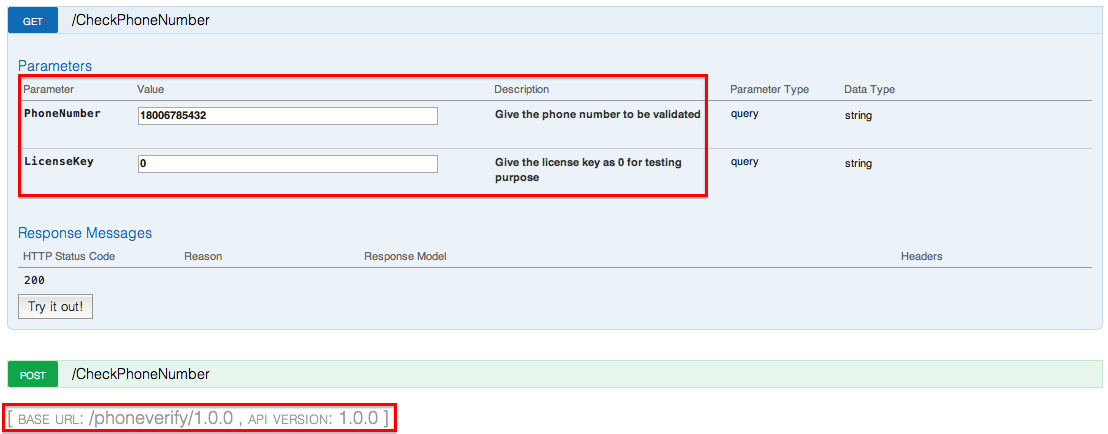 GET /CheckPhoneNumber
Parameters
Parameter Value Description Parameter Type Data Type
PhoneNumber 18006785432 Give the phone number to be validated query string
LicenseKey 0 Give the license key as 0 for testing purpose query string
Response Messages
HTTP Status Code Reason Response Model Headers
200
Try it out!
POST /CheckPhoneNumber
[ BASE URL: /phoneverify/1.0.0 , API VERSION: 1.0.0 ]